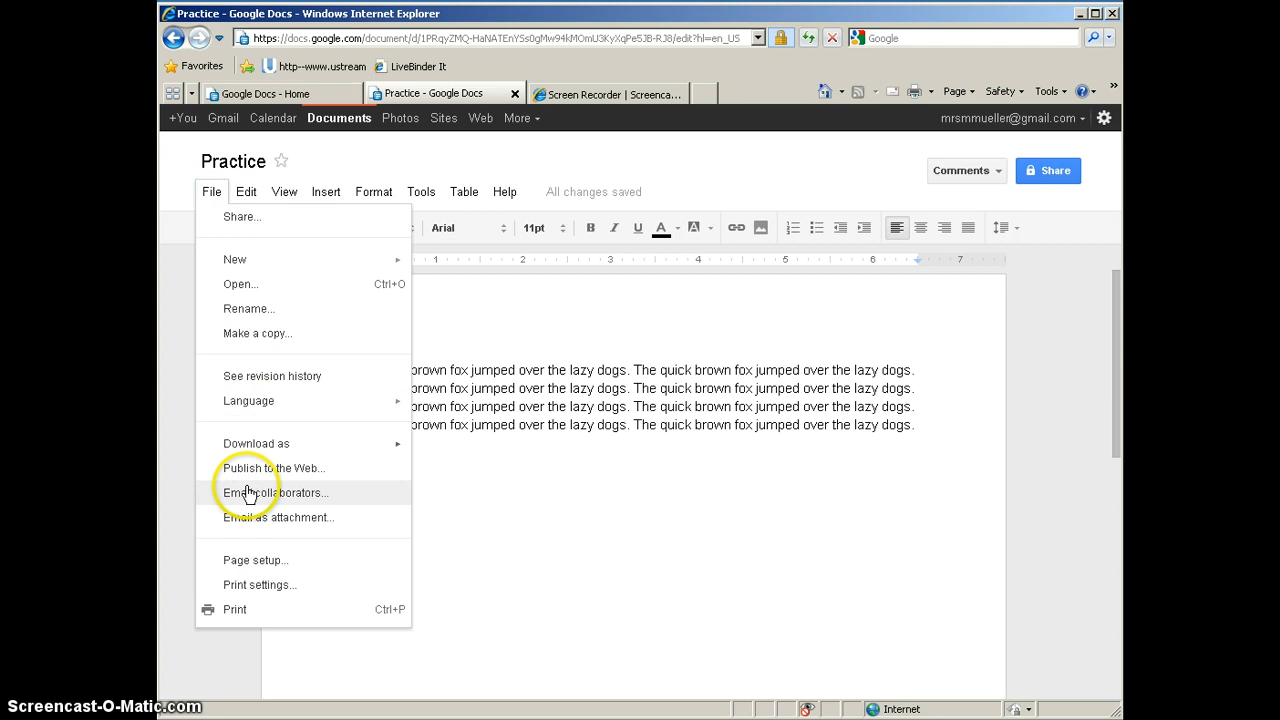 Practice - Google Docs - Windows Internet Explorer
https://docs.google.com/document/d/1PRqyZMQ-HaNATEnYSs0gMw94kMOmU3KyXqPe5JB-RJ8/edit?hl=en_US
Google
Favorites http--www.ustream LiveBinder It
Google Docs - Home Practice - Google Docs Screen Recorder | Screenca... Page Safety Tools
+You Gmail Calendar Documents Photos Sites Web More mrsmmueller@gmail.com
Practice
Comments Share
File Edit View Insert Format Tools Table Help All changes saved
Share...
Arial 11pt B I U A A
New
1 2 3 4 5 6 7
Open... Ctrl+O
Rename...
Make a copy...
See revision history
brown fox jumped over the lazy dogs. The quick brown fox jumped over the lazy dogs.
brown fox jumped over the lazy dogs. The quick brown fox jumped over the lazy dogs.
Language
brown fox jumped over the lazy dogs. The quick brown fox jumped over the lazy dogs.
brown fox jumped over the lazy dogs. The quick brown fox jumped over the lazy dogs.
Download as
Publish to the Web...
Email collaborators...
Email as attachment...
Page setup...
Print settings...
Print Ctrl+P
Screencast-O-Matic.com
Internet